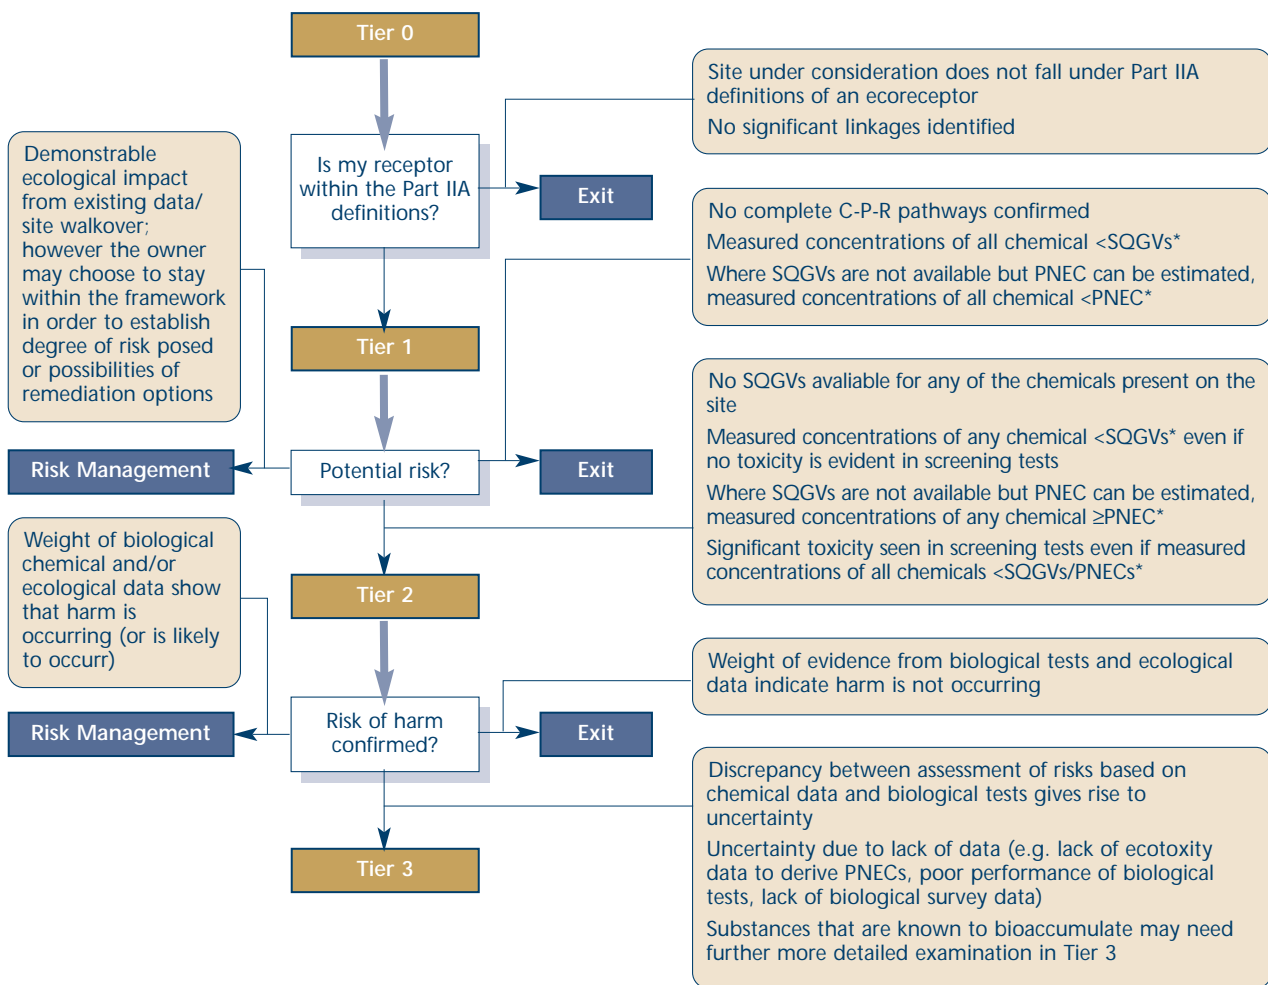 Tier 0
Site under consideration does not fall under Part IIA
definitions of an ecoreceptor
No significant linkages identified
Is my receptor
within the Part IIA
definitions?
Exit
Demonstrable
ecological impact
from existing data/
site walkover;
however the owner
may choose to stay
within the framework
in order to establish
degree of risk posed
or possibilities of
remediation options
No complete C-P-R pathways confirmed
Measured concentrations of all chemical <SQGVs*
Where SQGVs are not available but PNEC can be estimated,
measured concentrations of all chemical <PNEC*
Tier 1
Risk Management
Potential risk?
Exit
No SQGVs avaliable for any of the chemicals present on the
site
Measured concentrations of any chemical <SQGVs* even if
no toxicity is evident in screening tests
Where SQGVs are not available but PNEC can be estimated,
measured concentrations of any chemical ≥PNEC*
Significant toxicity seen in screening tests even if measured
concentrations of all chemicals <SQGVs/PNECs*
Weight of biological
chemical and/or
ecological data show
that harm is
occurring (or is likely
to occurr)
Tier 2
Weight of evidence from biological tests and ecological
data indicate harm is not occurring
Risk Management
Risk of harm
confirmed?
Exit
Discrepancy between assessment of risks based on
chemical data and biological tests gives rise to
uncertainty
Uncertainty due to lack of data (e.g. lack of ecotoxity
data to derive PNECs, poor performance of biological
tests, lack of biological survey data)
Substances that are known to bioaccumulate may need
further more detailed examination in Tier 3
Tier 3